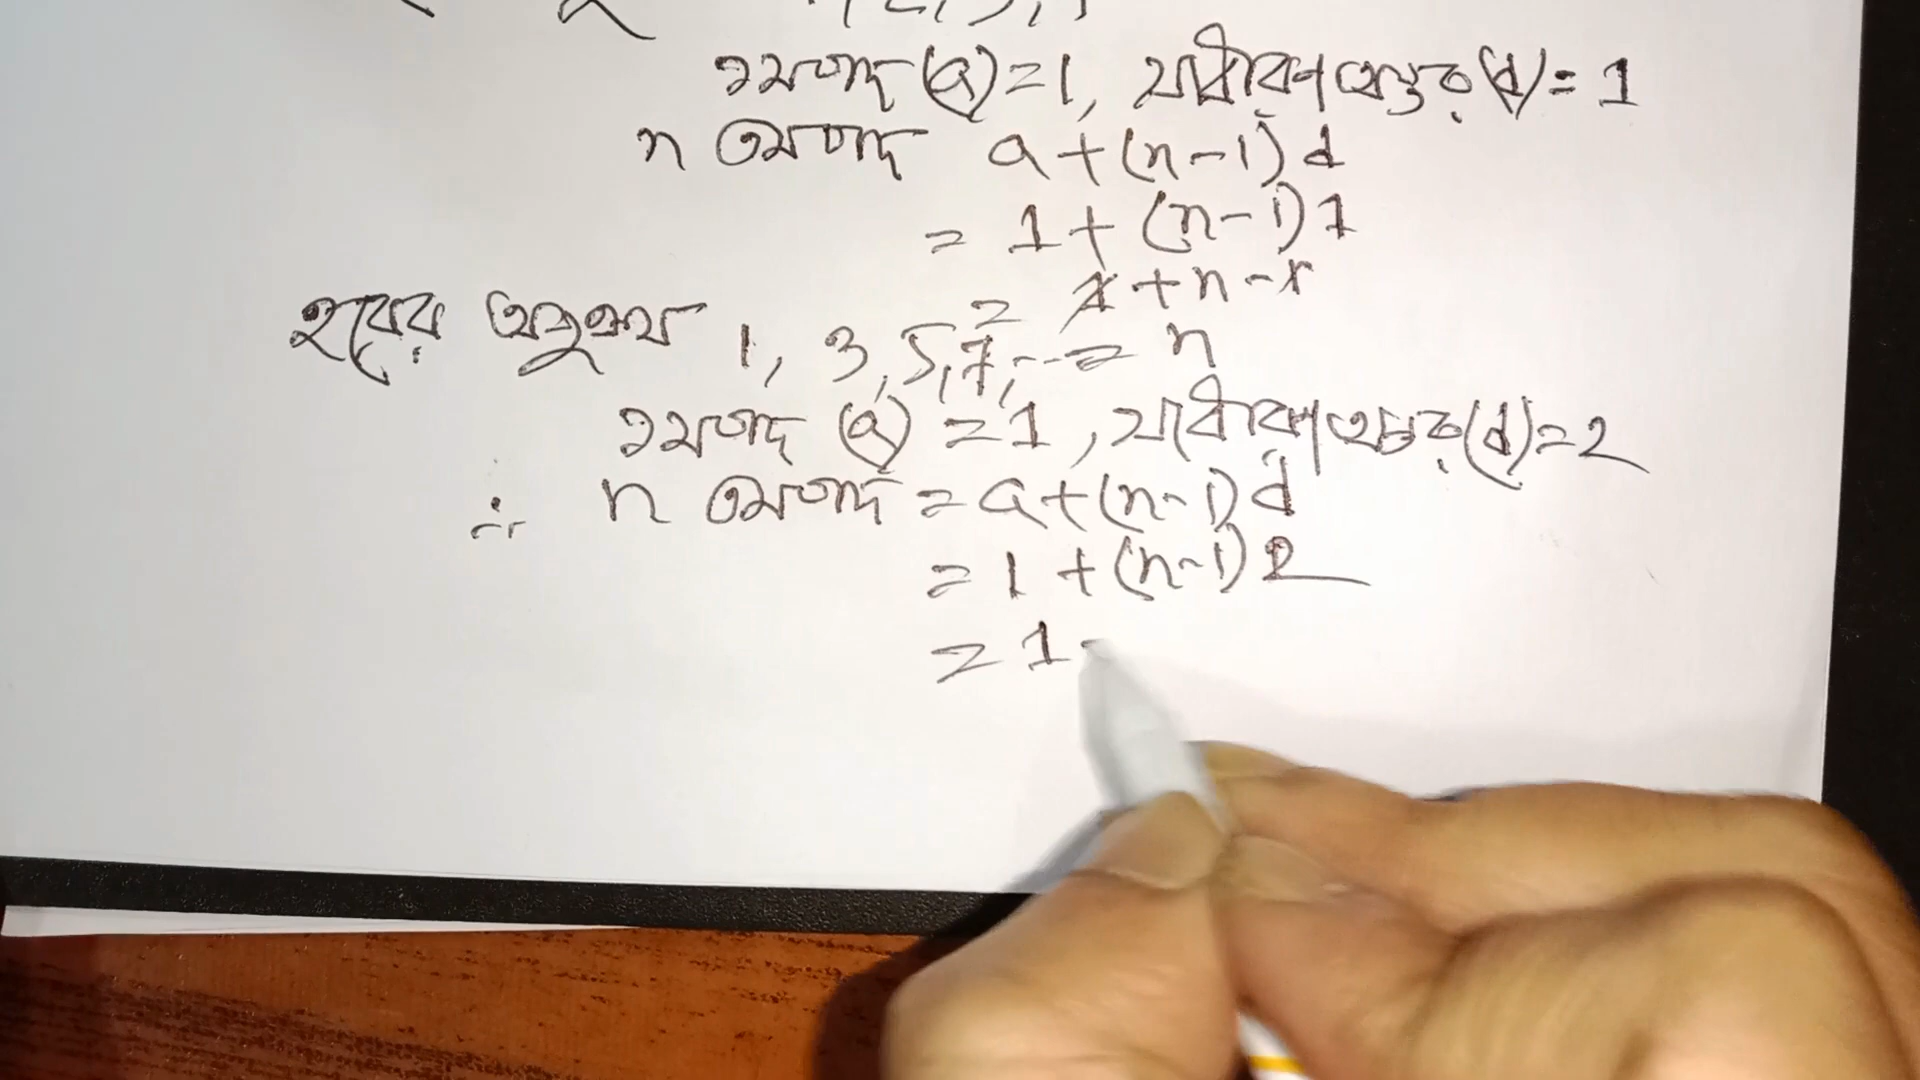 ১মপদ (a) = 1, সাধারণ অন্তর (d) = 1
n তমপদ a + (n-1) d
= 1 + (n-1) 1
= 1 + n - 1
হরের অনুক্রম 1, 3, 5, 7, --- = n
১মপদ (a) = 1, সাধারণ অন্তর (d) = 2
∴ n তমপদ = a + (n-1) d
= 1 + (n-1) 2
= 1